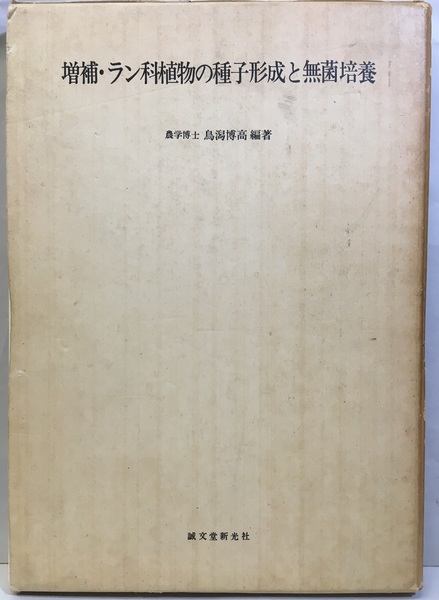 増補・ラン科植物の種子形成と無菌培養
農学博士 鳥潟博高 編著
誠文堂新光社